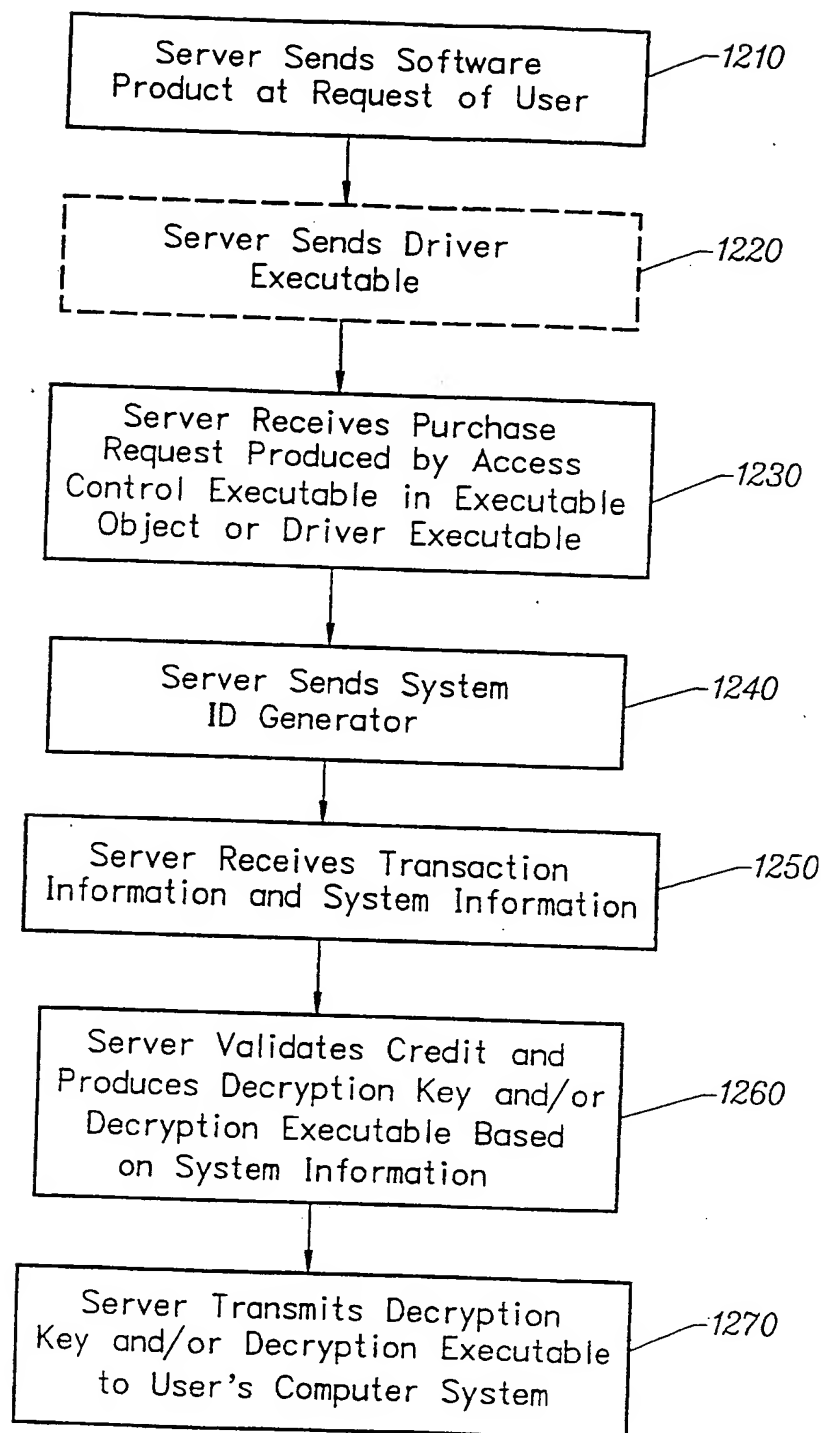 Server Sends Software
Product at Request of User
1210
Server Sends Driver
Executable
1220
Server Receives Purchase
Request Produced by Access
Control Executable in Executable
Object or Driver Executable
1230
Server Sends System
ID Generator
1240
Server Receives Transaction
Information and System Information
1250
Server Validates Credit and
Produces Decryption Key and/or
Decryption Executable Based
on System Information
1260
Server Transmits Decryption
Key and/or Decryption Executable
to User's Computer System
1270